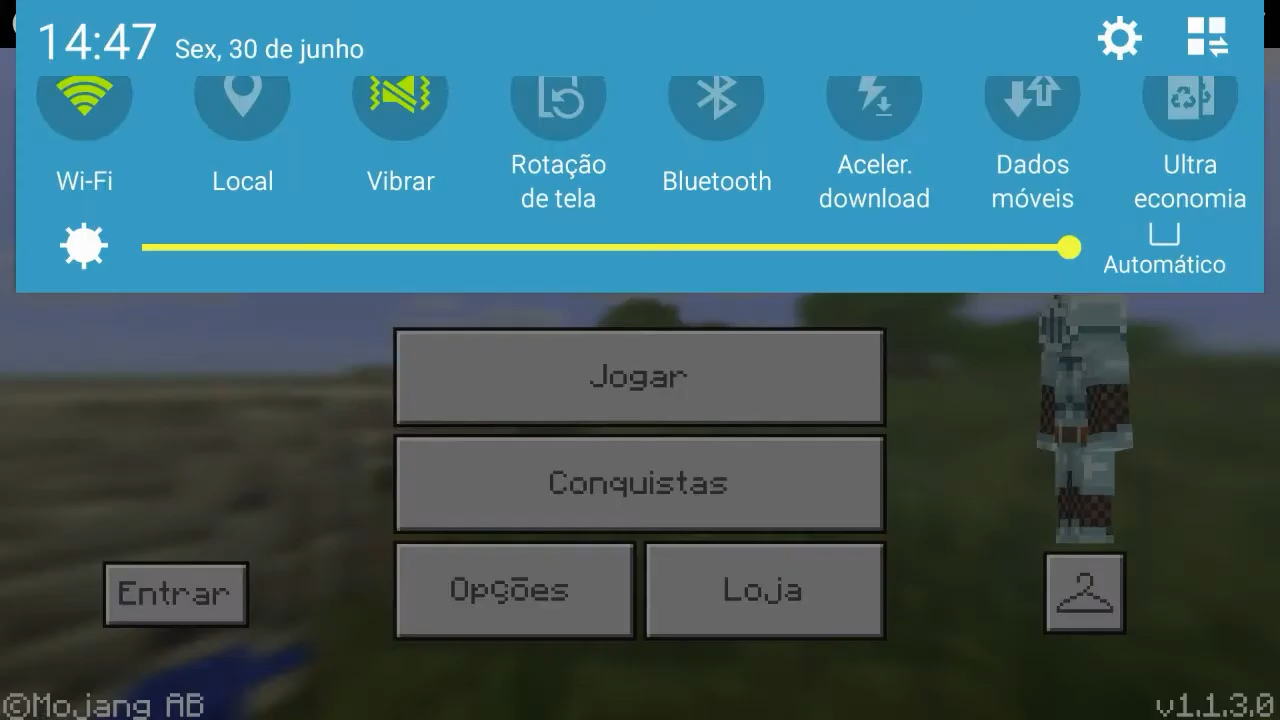 14:47 Sex, 30 de junho
Wi-Fi
Local
Vibrar
Rotação
de tela
Bluetooth
Aceler.
download
Dados
móveis
Ultra
economia
Automático
Jogar
Conquistas
Opções
Loja
Entrar
©Mojang AB
v1.1.3.0